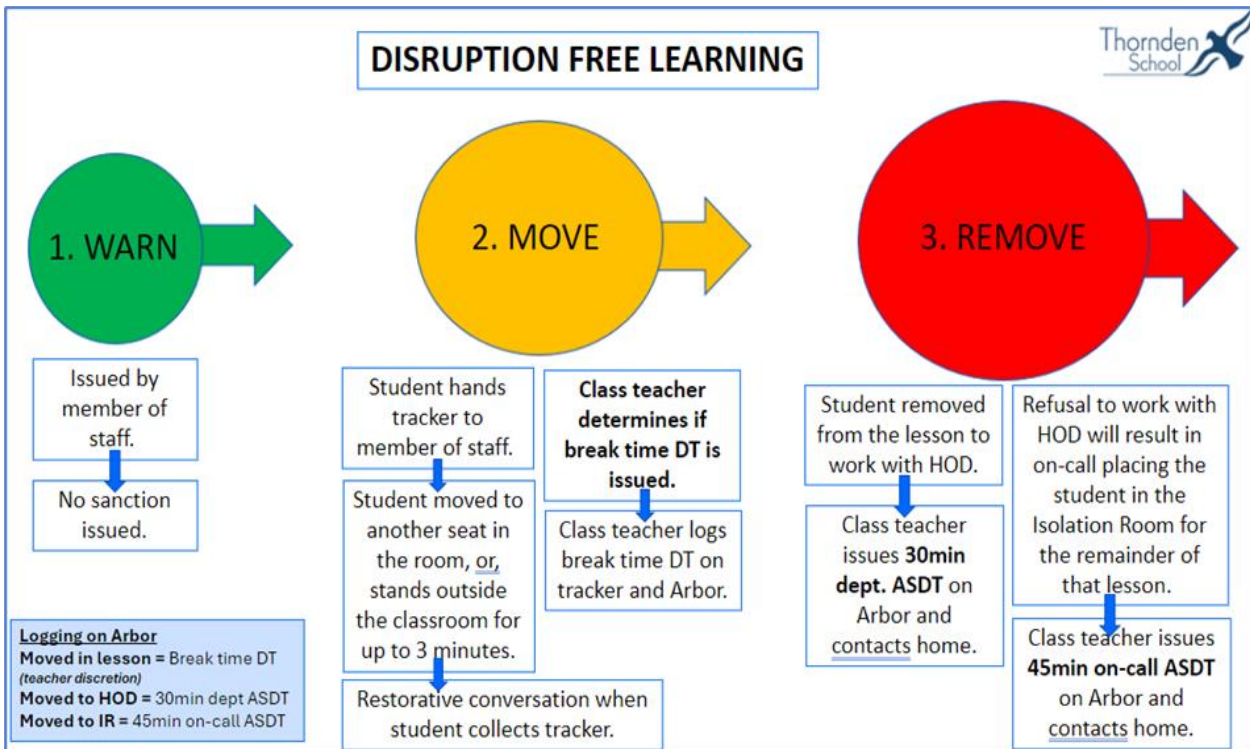 DISRUPTION FREE LEARNING
Thornden
School
1. WARN
2. MOVE
3. REMOVE
Issued by
member of
staff.
No sanction
issued.
Student hands
tracker to
member of staff.
Student moved to
another seat in
the room, or,
stands outside
the classroom for
up to 3 minutes.
Restorative conversation when
student collects tracker.
Class teacher
determines if
break time DT is
issued.
Class teacher logs
break time DT on
tracker and Arbor.
Student removed
from the lesson to
work with HOD.
Class teacher
issues 30min
dept. ASDT on
Arbor and
contacts home.
Refusal to work with
HOD will result in
on-call placing the
student in the
Isolation Room for
the remainder of
that lesson.
Class teacher issues
45min on-call ASDT
on Arbor and
contacts home.
Logging on Arbor
Moved in lesson = Break time DT
(teacher discretion)
Moved to HOD = 30min dept ASDT
Moved to IR = 45min on-call ASDT